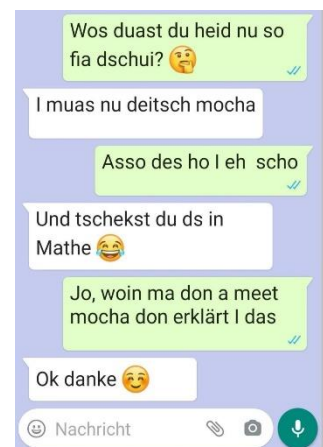 Wos duast du heid nu so
fia dschui? 🤔
I muas nu deitsch mocha
Asso des ho I eh scho
Und tschekst du ds in
Mathe 😂
Jo, woin ma don a meet
mocha don erklärt I das
Ok danke ☺️
Nachricht